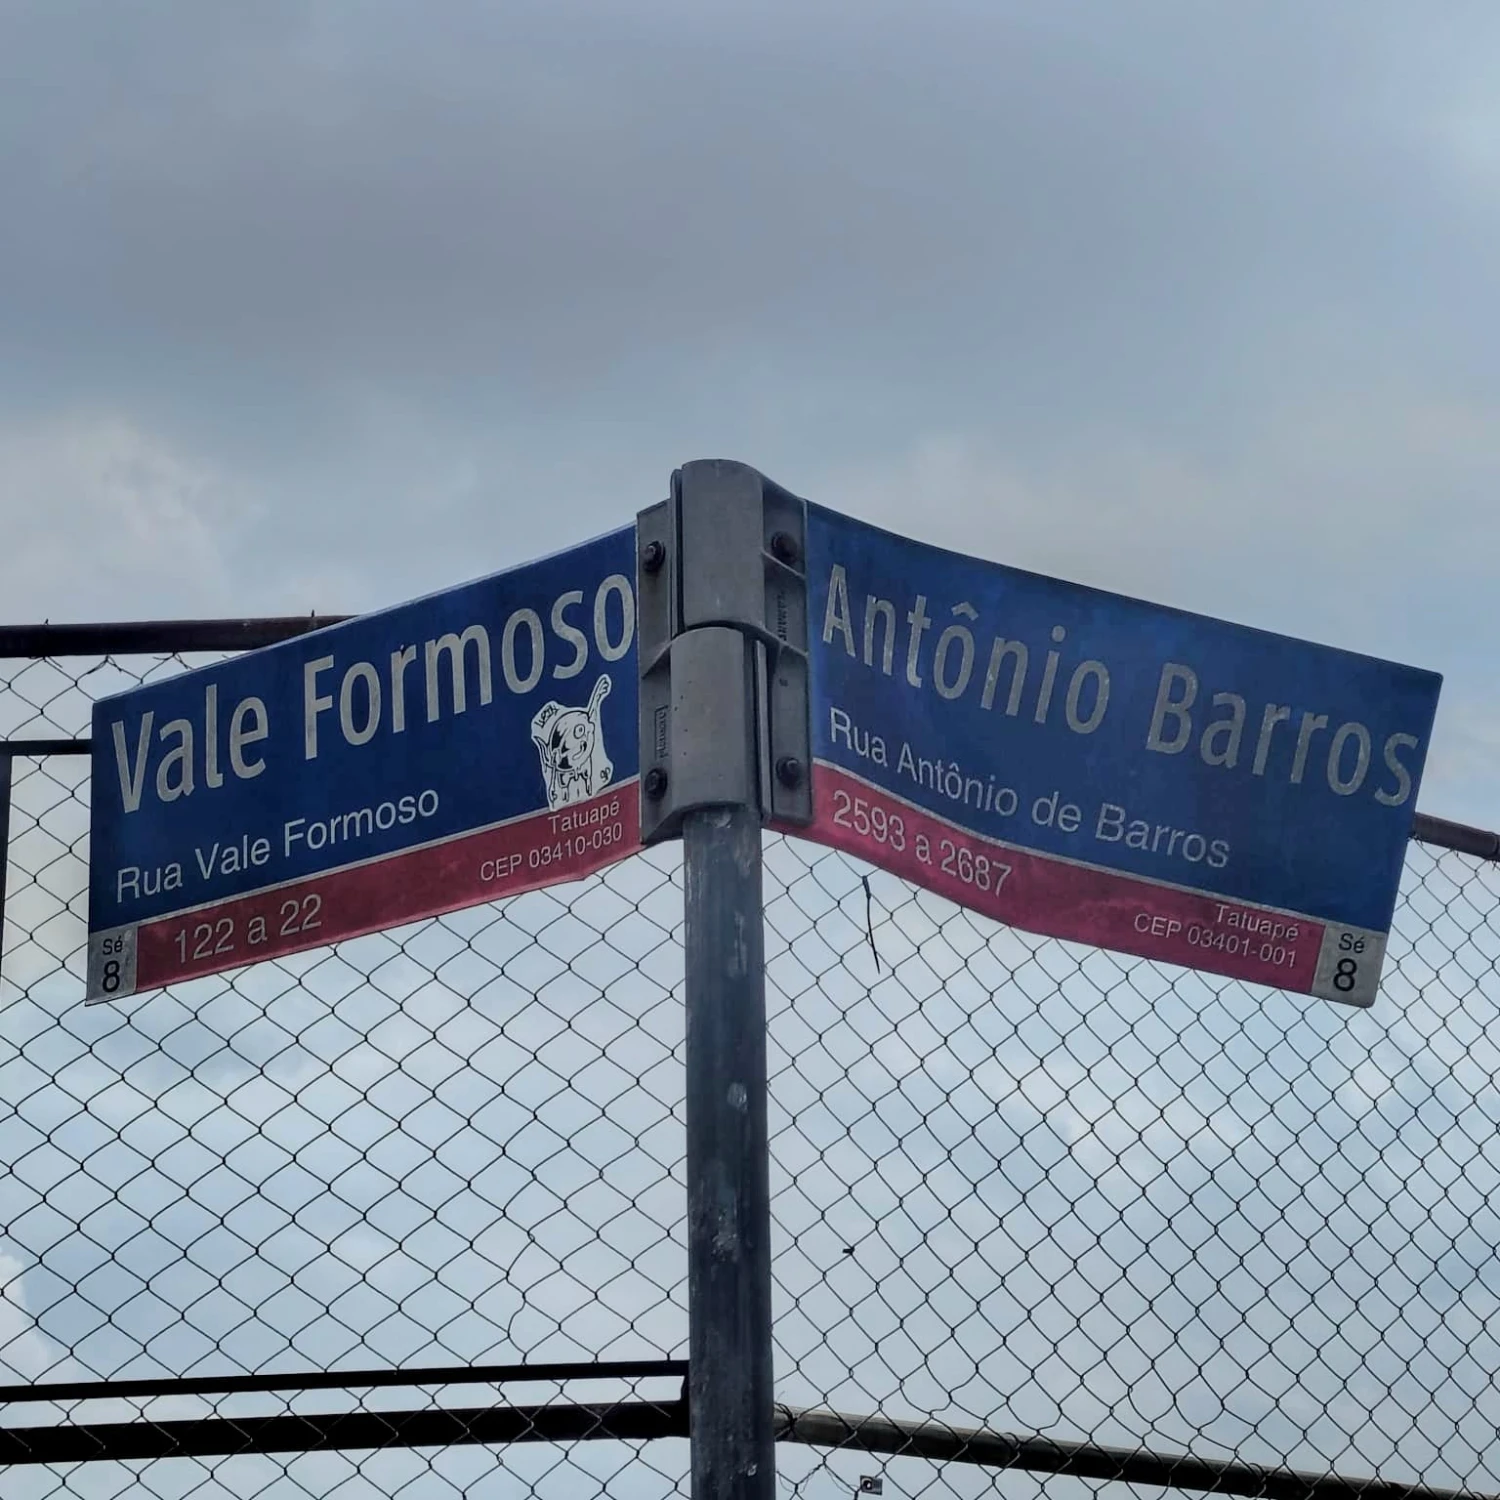 Vale Formoso
Rua Vale Formoso
Tatuapé
CEP 03410-030
122 a 22
Sé
8
Antônio Barros
Rua Antônio de Barros
2593 a 2687
Tatuapé
CEP 03401-001
Sé
8